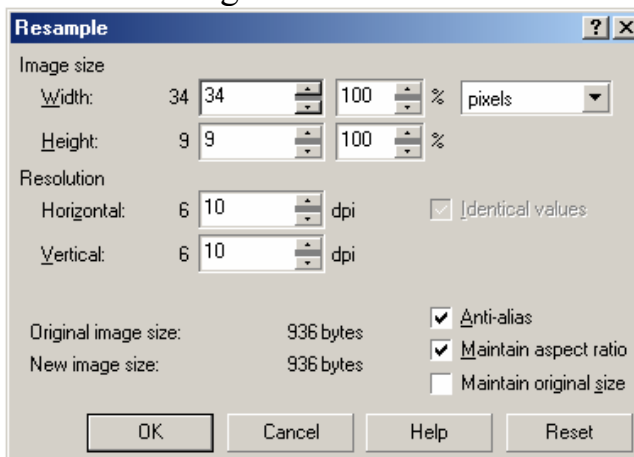 Resample ? X
Image size
Width: 34 34 100 % pixels
Height: 9 9 100 %
Resolution
Horizontal: 6 10 dpi Identical values
Vertical: 6 10 dpi
Anti-alias
Original image size: 936 bytes
Maintain aspect ratio
New image size: 936 bytes
Maintain original size
OK Cancel Help Reset